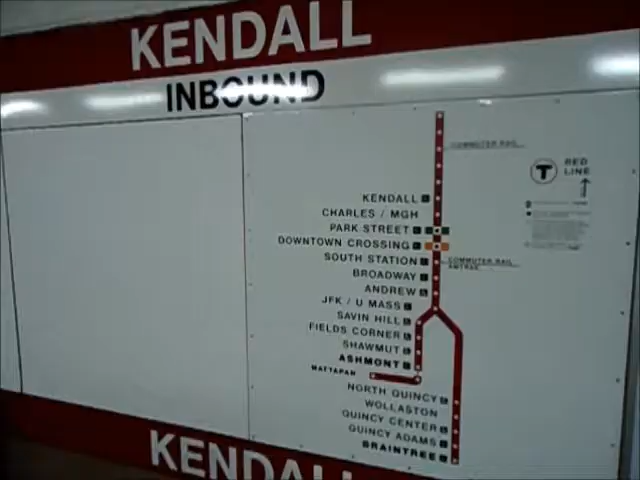 KENDALL
INBOUND
COMMUTER RAIL
T RED
LINE
KENDALL
CHARLES / MGH
PARK STREET
DOWNTOWN CROSSING
SOUTH STATION
COMMUTER RAIL
AMTRAK
BROADWAY
ANDREW
JFK / U MASS
SAVIN HILL
FIELDS CORNER
SHAWMUT
ASHMONT
MATTAPAN
NORTH QUINCY
WOLLASTON
QUINCY CENTER
QUINCY ADAMS
BRAINTREE
KENDALL